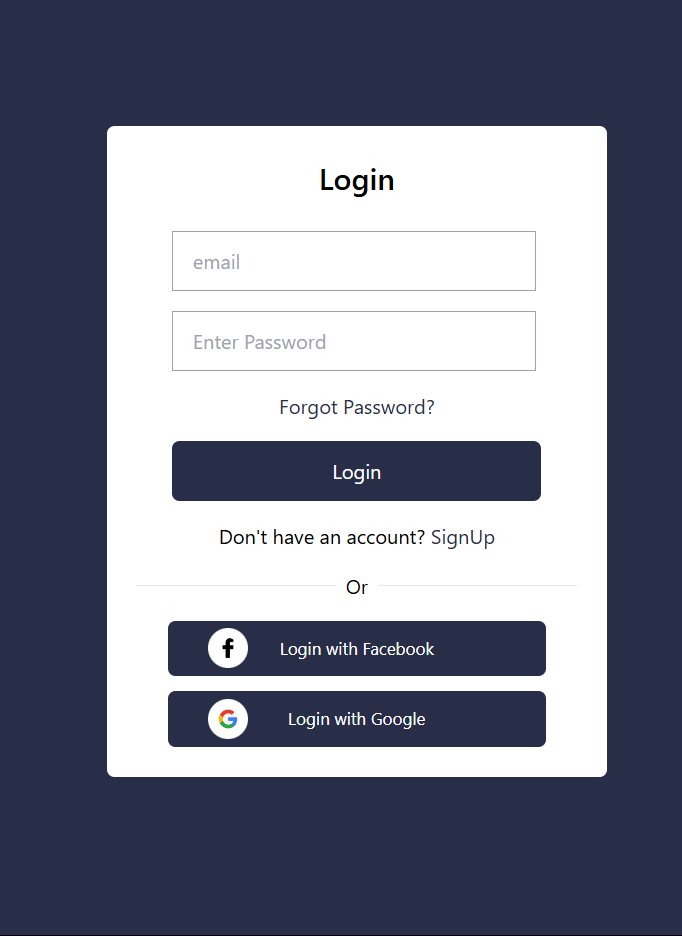 Login
email
Enter Password
Forgot Password?
Login
Don't have an account? SignUp
Or
Login with Facebook
Login with Google